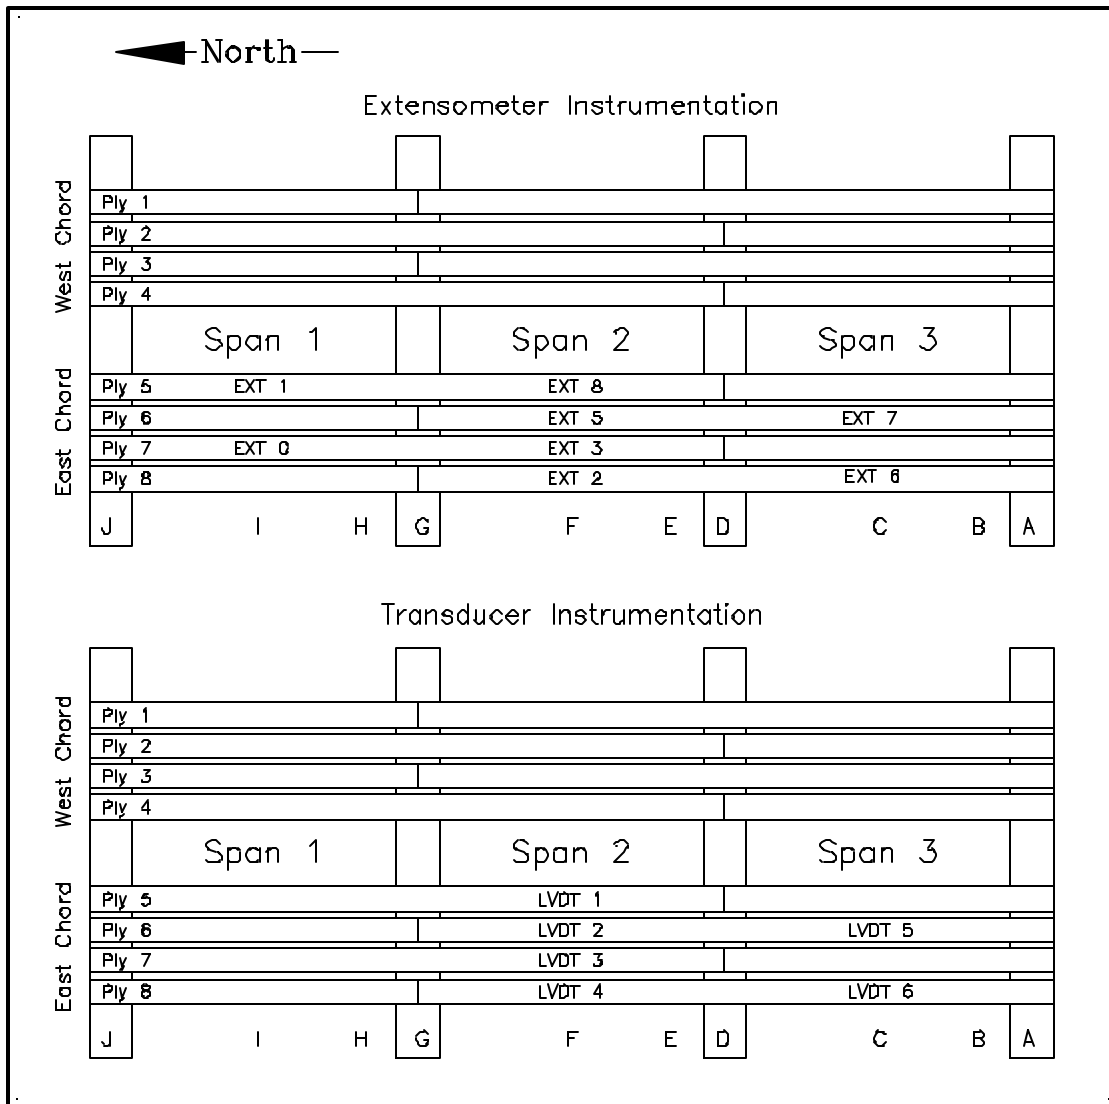 North
Extensometer Instrumentation
West Chord
Ply 1
Ply 2
Ply 3
Ply 4
Span 1 Span 2 Span 3
East Chord
Ply 5 EXT 1 EXT 8
Ply 6 EXT 5 EXT 7
Ply 7 EXT 0 EXT 3
Ply 8 EXT 2 EXT 6
J I H G F E D C B A
Transducer Instrumentation
West Chord
Ply 1
Ply 2
Ply 3
Ply 4
Span 1 Span 2 Span 3
East Chord
Ply 5 LVDT 1
Ply 6 LVDT 2 LVDT 5
Ply 7 LVDT 3
Ply 8 LVDT 4 LVDT 6
J I H G F E D C B A